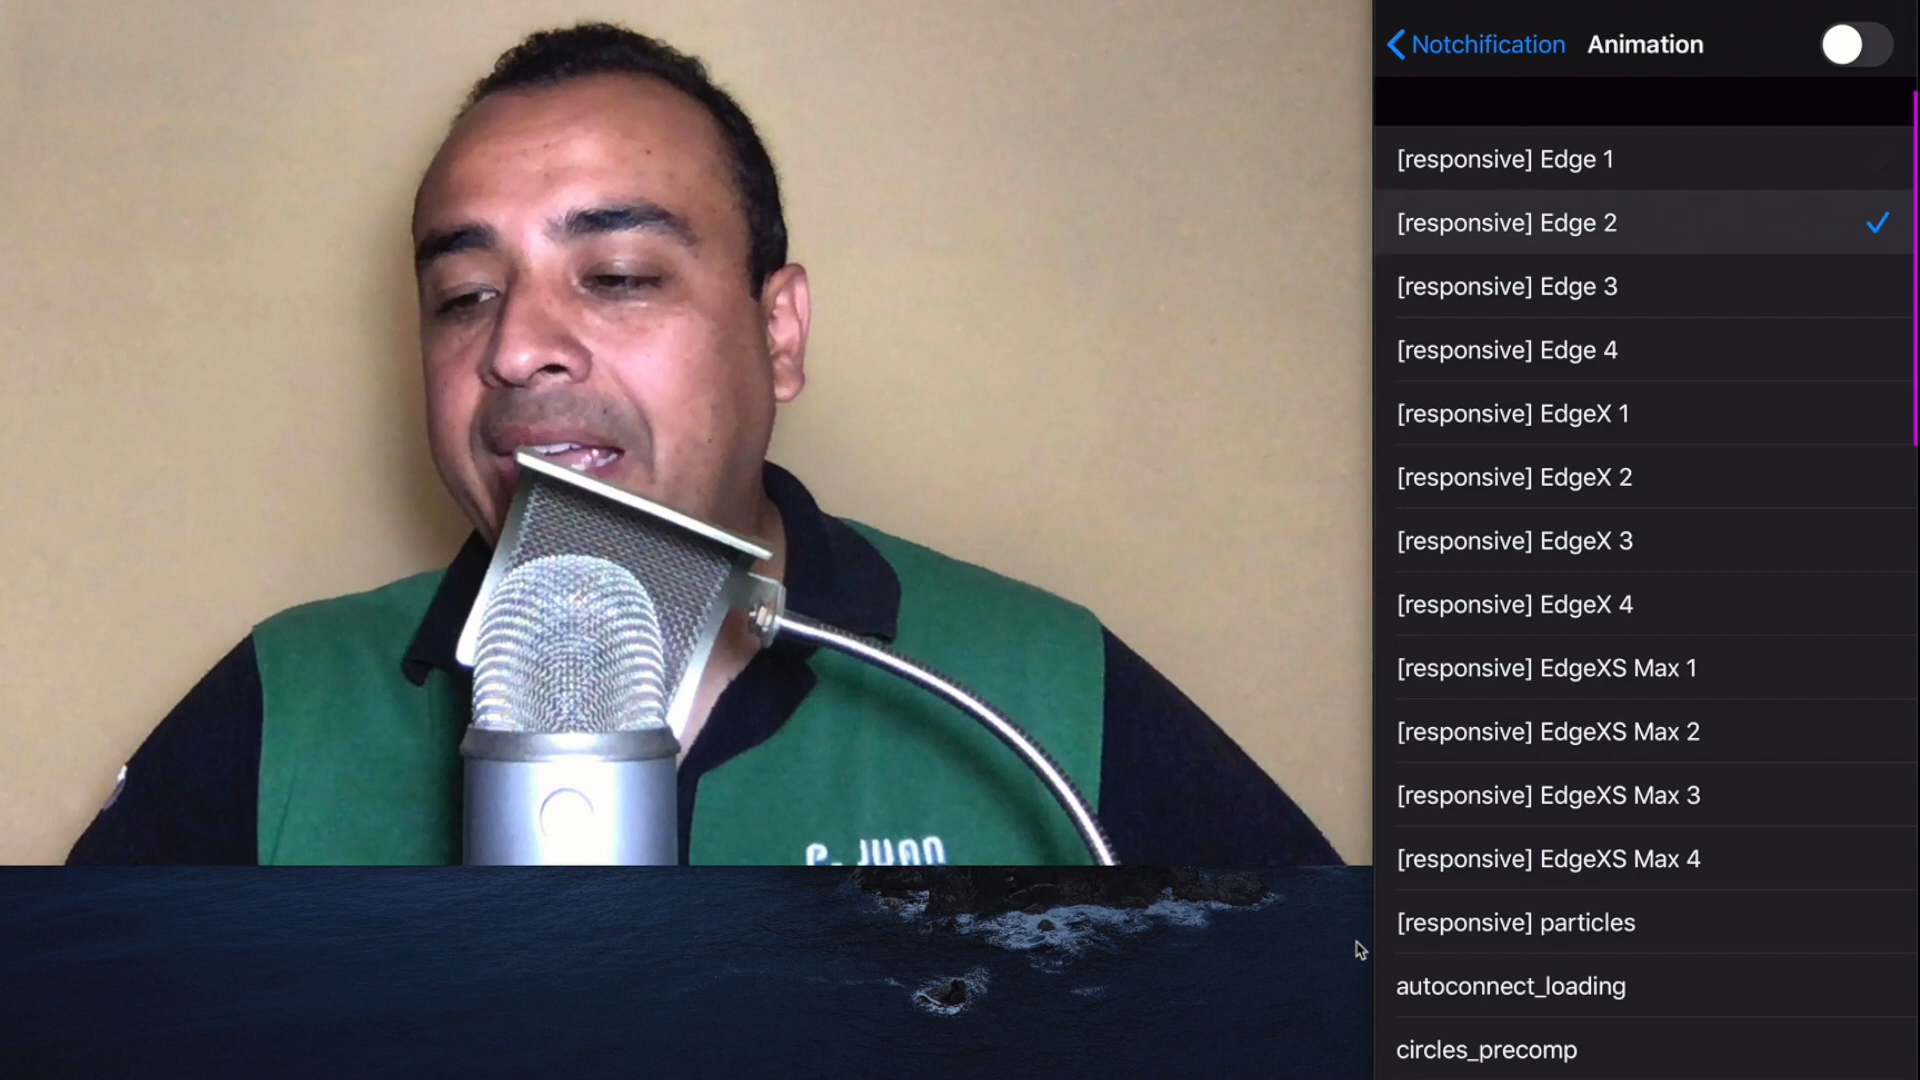 Notchification
Animation
[responsive] Edge 1
[responsive] Edge 2
[responsive] Edge 3
[responsive] Edge 4
[responsive] EdgeX 1
[responsive] EdgeX 2
[responsive] EdgeX 3
[responsive] EdgeX 4
[responsive] EdgeXS Max 1
[responsive] EdgeXS Max 2
[responsive] EdgeXS Max 3
[responsive] EdgeXS Max 4
[responsive] particles
autoconnect_loading
circles_precomp